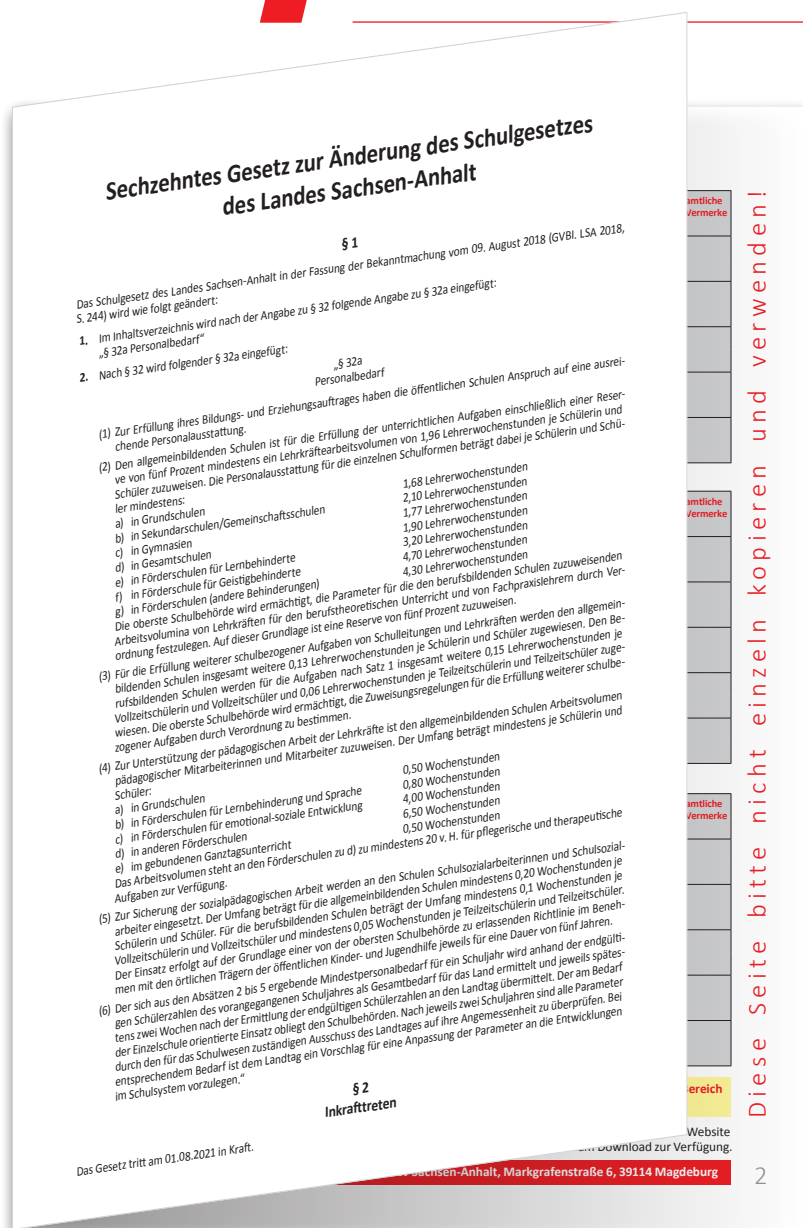 Sechzehntes Gesetz zur Änderung des Schulgesetzes
des Landes Sachsen-Anhalt
§ 1
Das Schulgesetz des Landes Sachsen-Anhalt in der Fassung der Bekanntmachung vom 09. August 2018 (GVBl. LSA 2018,
S. 244) wird wie folgt geändert:
1. Im Inhaltsverzeichnis wird nach der Angabe zu § 32 folgende Angabe zu § 32a eingefügt:
„§ 32a Personalbedarf“
2. Nach § 32 wird folgender § 32a eingefügt:
„§ 32a
Personalbedarf
(1) Zur Erfüllung ihres Bildungs- und Erziehungsauftrages haben die öffentlichen Schulen Anspruch auf eine ausrei-
chende Personalausstattung.
(2) Den allgemeinbildenden Schulen ist für die Erfüllung der unterrichtlichen Aufgaben einschließlich einer Reser-
ve von fünf Prozent mindestens ein Lehrkräftearbeitsvolumen von 1,96 Lehrerwochenstunden je Schülerin und
Schüler zuzuweisen. Die Personalausstattung für die einzelnen Schulformen beträgt dabei je Schülerin und Schü-
ler mindestens:
a) in Grundschulen 1,68 Lehrerwochenstunden
b) in Sekundarschulen/Gemeinschaftsschulen 2,10 Lehrerwochenstunden
c) in Gymnasien 1,77 Lehrerwochenstunden
d) in Gesamtschulen 1,90 Lehrerwochenstunden
e) in Förderschulen für Lernbehinderte 3,20 Lehrerwochenstunden
f) in Förderschule für Geistigbehinderte 4,70 Lehrerwochenstunden
g) in Förderschulen (andere Behinderungen) 4,30 Lehrerwochenstunden
Die oberste Schulbehörde wird ermächtigt, die Parameter für die den berufsbildenden Schulen zuzuweisenden
Arbeitsvolumina von Lehrkräften für den berufstheoretischen Unterricht und von Fachpraxislehrern durch Ver-
ordnung festzulegen. Auf dieser Grundlage ist eine Reserve von fünf Prozent zuzuweisen.
(3) Für die Erfüllung weiterer schulbezogener Aufgaben von Schulleitungen und Lehrkräften werden den allgemein-
bildenden Schulen insgesamt weitere 0,13 Lehrerwochenstunden je Schülerin und Schüler zugewiesen. Den Be-
rufsbildenden Schulen werden für die Aufgaben nach Satz 1 insgesamt weitere 0,15 Lehrerwochenstunden je
Vollzeitschülerin und Vollzeitschüler und 0,06 Lehrerwochenstunden je Teilzeitschülerin und Teilzeitschüler zuge-
wiesen. Die oberste Schulbehörde wird ermächtigt, die Zuweisungsregelungen für die Erfüllung weiterer schulbe-
zogener Aufgaben durch Verordnung zu bestimmen.
(4) Zur Unterstützung der pädagogischen Arbeit der Lehrkräfte ist den allgemeinbildenden Schulen Arbeitsvolumen
pädagogischer Mitarbeiterinnen und Mitarbeiter zuzuweisen. Der Umfang beträgt mindestens je Schülerin und
Schüler:
a) in Grundschulen 0,50 Wochenstunden
b) in Förderschulen für Lernbehinderung und Sprache 0,80 Wochenstunden
c) in Förderschulen für emotional-soziale Entwicklung 4,00 Wochenstunden
d) in anderen Förderschulen 6,50 Wochenstunden
e) im gebundenen Ganztagsunterricht 0,50 Wochenstunden
Das Arbeitsvolumen steht an den Förderschulen zu d) zu mindestens 20 v. H. für pflegerische und therapeutische
Aufgaben zur Verfügung.
(5) Zur Sicherung der sozialpädagogischen Arbeit werden an den Schulen Schulsozialarbeiterinnen und Schulsozial-
arbeiter eingesetzt. Der Umfang beträgt für die allgemeinbildenden Schulen mindestens 0,20 Wochenstunden je
Schülerin und Schüler. Für die berufsbildenden Schulen beträgt der Umfang mindestens 0,1 Wochenstunden je
Vollzeitschülerin und Vollzeitschüler und mindestens 0,05 Wochenstunden je Teilzeitschülerin und Teilzeitschüler.
Der Einsatz erfolgt auf der Grundlage einer von der obersten Schulbehörde zu erlassenden Richtlinie im Beneh-
men mit den örtlichen Trägern der öffentlichen Kinder- und Jugendhilfe jeweils für eine Dauer von fünf Jahren.
(6) Der sich aus den Absätzen 2 bis 5 ergebende Mindestpersonalbedarf für ein Schuljahr wird anhand der endgülti-
gen Schülerzahlen des vorangegangenen Schuljahres als Gesamtbedarf für das Land ermittelt und jeweils spätes-
tens zwei Wochen nach der Ermittlung der endgültigen Schülerzahlen an den Landtag übermittelt. Der am Bedarf
der Einzelschule orientierte Einsatz obliegt den Schulbehörden. Nach jeweils zwei Schuljahren sind alle Parameter
durch den für das Schulwesen zuständigen Ausschuss des Landtages auf ihre Angemessenheit zu überprüfen. Bei
entsprechendem Bedarf ist dem Landtag ein Vorschlag für eine Anpassung der Parameter an die Entwicklungen
im Schulsystem vorzulegen.“
§ 2
Inkrafttreten
Das Gesetz tritt am 01.08.2021 in Kraft.
amtliche
Vermerke
amtliche
Vermerke
amtliche
Vermerke
ereich
Website
Download zur Verfügung.
Sachsen-Anhalt, Markgrafenstraße 6, 39114 Magdeburg
Diese Seite bitte nicht einzeln kopieren und verwenden!
2